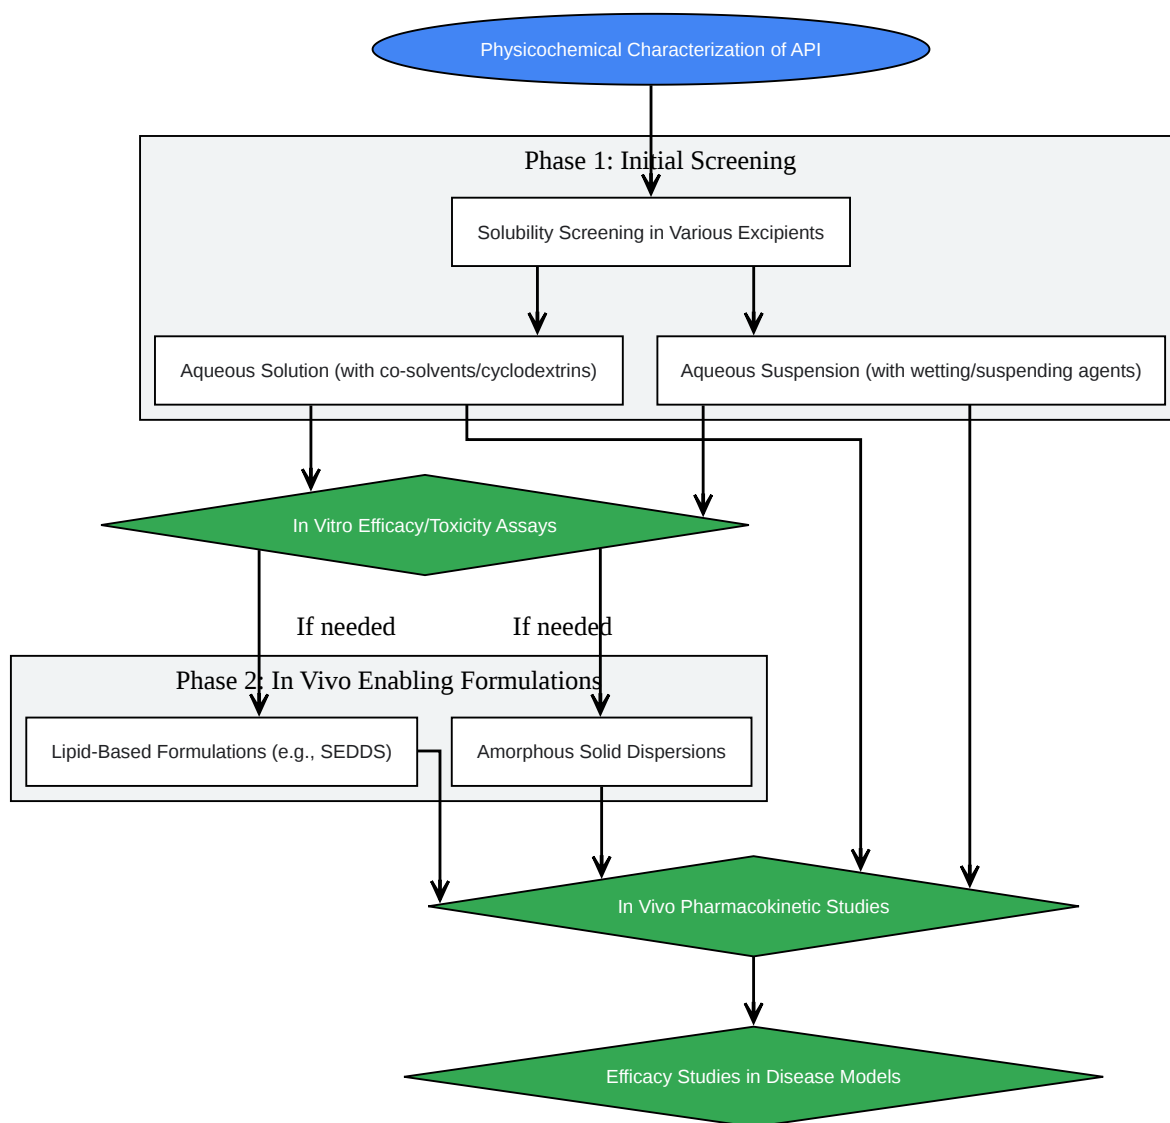 Physicochemical Characterization of API
Phase 1: Initial Screening
Solubility Screening in Various Excipients
Aqueous Solution (with co-solvents/cyclodextrins)
Aqueous Suspension (with wetting/suspending agents)
In Vitro Efficacy/Toxicity Assays
If needed
If needed
Phase 2: In Vivo Enabling Formulations
Lipid-Based Formulations (e.g., SEDDS)
Amorphous Solid Dispersions
In Vivo Pharmacokinetic Studies
Efficacy Studies in Disease Models